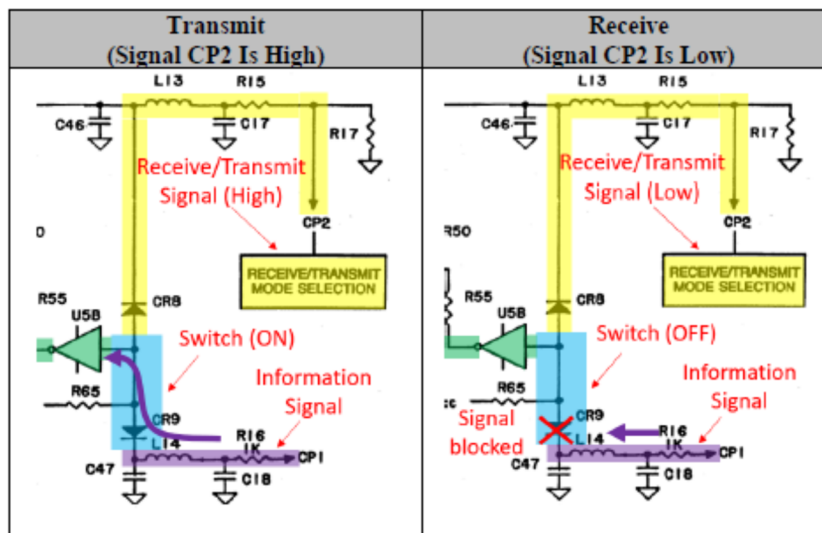 Transmit
(Signal CP2 Is High)
L13
R15
C46
C17
R17
Receive/Transmit
Signal (High)
CP2
O
RECEIVE/TRANSMIT
MODE SELECTION
R55
U5B
CR8
Switch (ON)
Information
Signal
R65
CR9
L14
R16
1K
CP1
C47
C18
Receive
(Signal CP2 Is Low)
L13
R15
C46
C17
R17
Receive/Transmit
Signal (Low)
CP2
R50
RECEIVE/TRANSMIT
MODE SELECTION
R55
U5B
CR8
Switch (OFF)
Information
Signal
R65
Signal
blocked
CR9
L14
R16
1K
CP1
C47
C18